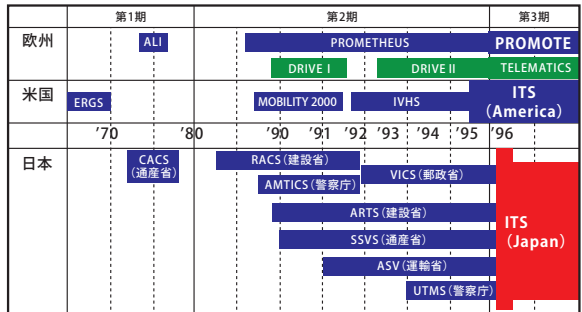 第1期 第2期 第3期
欧州 ALI PROMETHEUS PROMOTE
DRIVE I DRIVE II TELEMATICS
米国 ERGS MOBILITY 2000 IVHS ITS
(America)
'70 '80 '90 '91 '92 '93 '94 '95 '96
日本 CACS
(通産省)
RACS(建設省)
VICS(郵政省)
AMTICS(警察庁)
ARTS(建設省)
ITS
(Japan)
SSVS(通産省)
ASV(運輸省)
UTMS(警察庁)